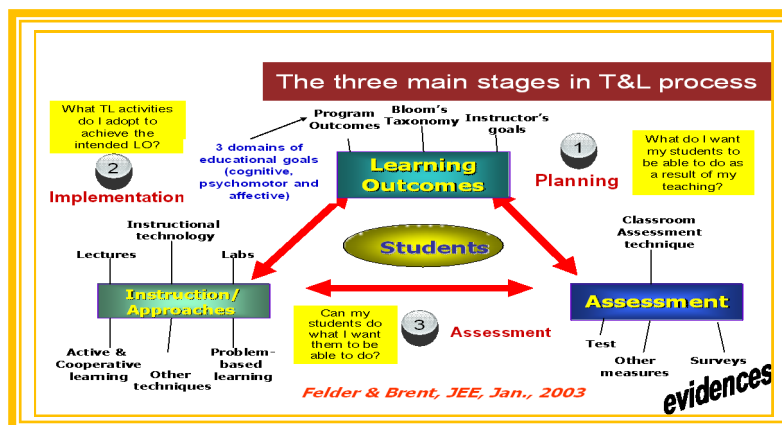 The three main stages in T&L process
What TL activities
do I adopt to
achieve the
intended LO?
2
Implementation
3 domains of
educational goals
(cognitive,
psychomotor and
affective)
Program
Outcomes
Bloom's
Taxonomy
Instructor's
goals
Learning
Outcomes
1
Planning
What do I want
my students to
be able to do as
a result of my
teaching?
Students
Instructional
technology
Lectures
Labs
Instruction/
Approaches
Active &
Cooperative
learning
Other
techniques
Problem-
based
learning
Can my
students do
what I want
them to be
able to do?
3
Assessment
Classroom
Assessment
technique
Assessment
Test
Other
measures
Surveys
evidences
Felder & Brent, JEE, Jan., 2003